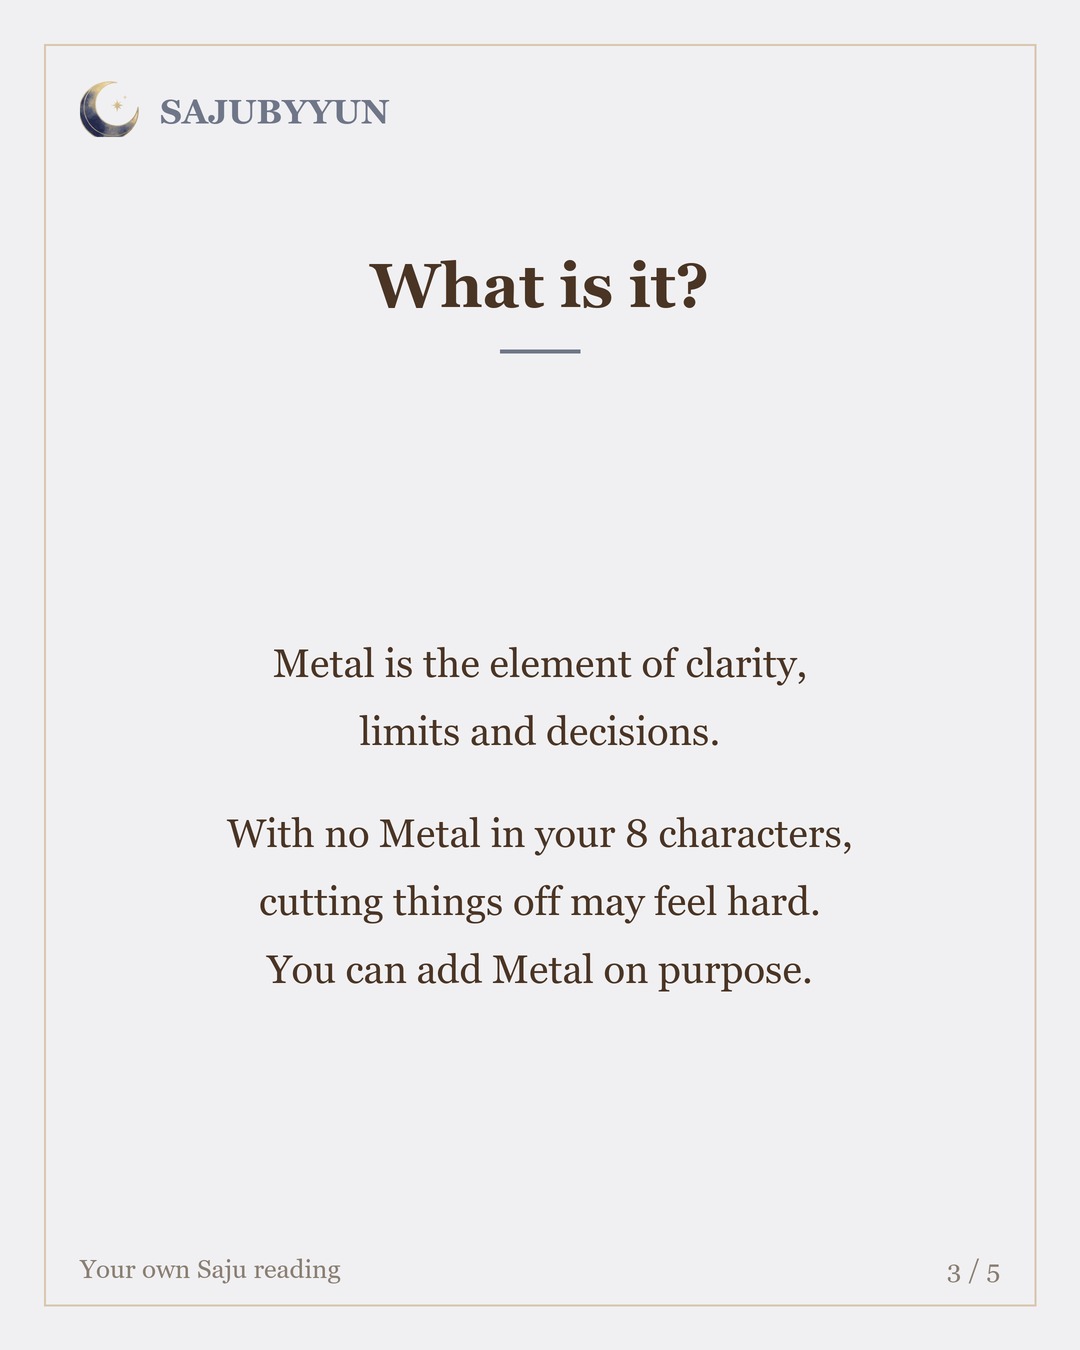 SAJUBYYUN
What is it?
Metal is the element of clarity,
limits and decisions.
With no Metal in your 8 characters,
cutting things off may feel hard.
You can add Metal on purpose.
Your own Saju reading
3 / 5